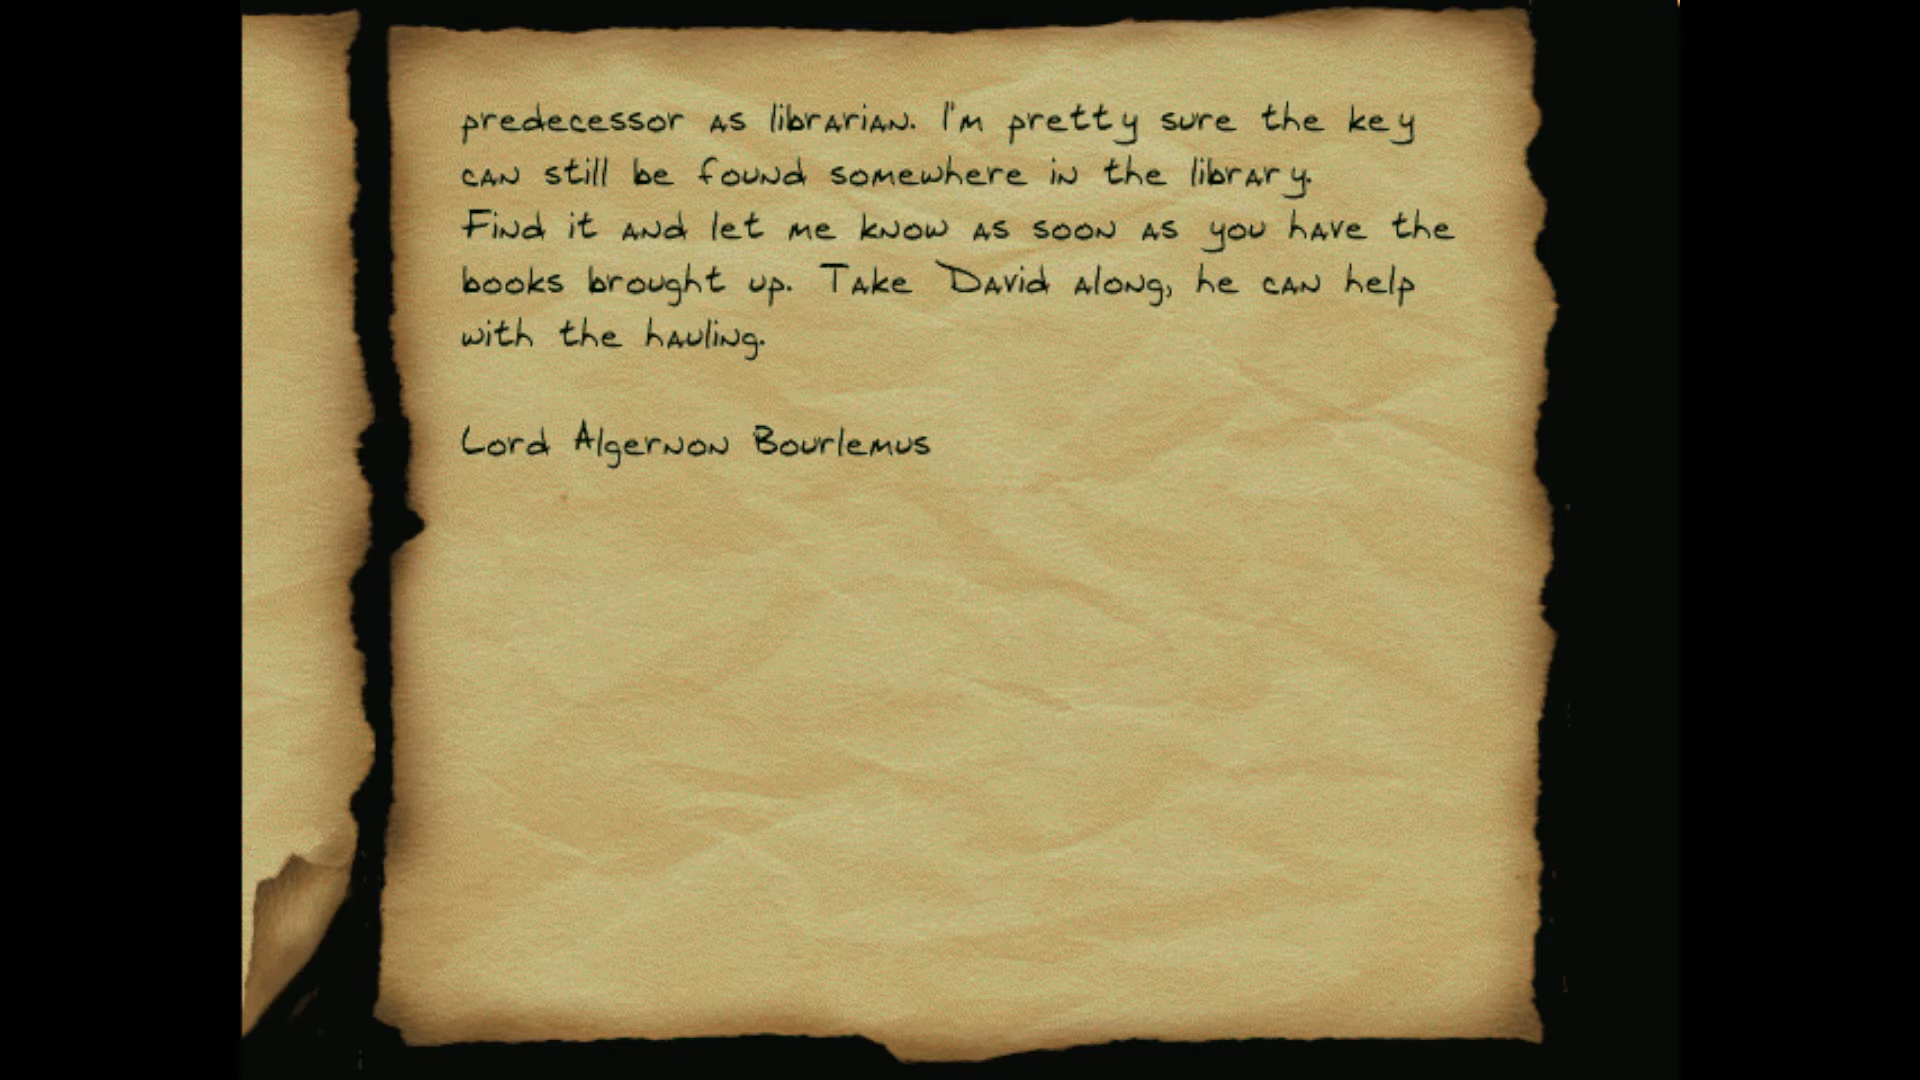 predecessor as librarian. I'm pretty sure the key
can still be found somewhere in the library.
Find it and let me know as soon as you have the
books brought up. Take David along, he can help
with the hauling.
Lord Algernon Bourlemus